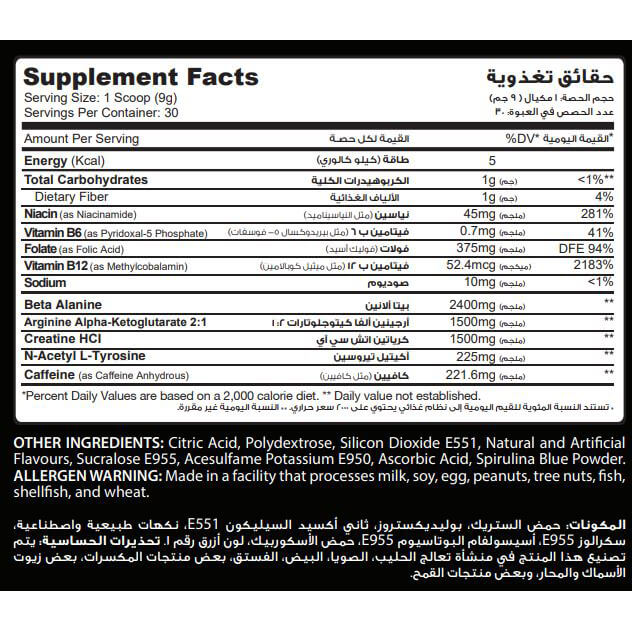 Supplement Facts حقائق تغذوية
Serving Size: 1 Scoop (9g) حجم الحصة: ١ مكيال ( ٩ جم)
Servings Per Container: 30 عدد الحصص في العبوة: ٣٠
Amount Per Serving القيمة لكل حصة %DV* القيمة اليومية*
Energy (Kcal) طاقة (كيلو كالوري) 5
Total Carbohydrates الكربوهيدرات الكلية 1g (جم) <1%**
Dietary Fiber الألياف الغذائية 1g (جم) 4%
Niacin (as Niacinamide) نياسين (مثل النياسيناميد) 45mg (ملجم) 281%
Vitamin B6 (as Pyridoxal-5 Phosphate) فيتامين ب ٦ (مثل بيريدوكسال ٥- فوسفات) 0.7mg (ملجم) 41%
Folate (as Folic Acid) فولات (فوليك أسيد) 375mg (ملجم) DFE 94%
Vitamin B12 (as Methylcobalamin) فيتامين ب ١٢ (مثل ميثيل كوبالامين) 52.4mcg (ميكجم) 2183%
Sodium صوديوم 10mg (ملجم) <1%
Beta Alanine بيتا ألانين 2400mg (ملجم) **
Arginine Alpha-Ketoglutarate 2:1 أرجينين ألفا كيتوجلوتارات ٢:١ 1500mg (ملجم) **
Creatine HCl كرياتين اتش سي أي 1500mg (ملجم) **
N-Acetyl L-Tyrosine أكيتيل تيروسين 225mg (ملجم) **
Caffeine (as Caffeine Anhydrous) كافيين (مثل كافيين) 221.6mg (ملجم) **
*Percent Daily Values are based on a 2,000 calorie diet. ** Daily value not established.
* تستند النسبة المئوية للقيم اليومية إلى نظام غذائي يحتوي على ٢٠٠٠ سعر حراري. ** النسبة اليومية غير مقررة.
OTHER INGREDIENTS: Citric Acid, Polydextrose, Silicon Dioxide E551, Natural and Artificial
Flavours, Sucralose E955, Acesulfame Potassium E950, Ascorbic Acid, Spirulina Blue Powder.
ALLERGEN WARNING: Made in a facility that processes milk, soy, egg, peanuts, tree nuts, fish,
shellfish, and wheat.
المكونات: حمض الستريك، بوليديكستروز، ثاني أكسيد السيليكون E551، نكهات طبيعية واصطناعية،
سكرالوز E955، أسيسولفام البوتاسيوم E955، حمض الأسكوربيك، لون أزرق رقم ١. تحذيرات الحساسية: يتم
تصنيع هذا المنتج في منشأة تعالج الحليب، الصويا، البيض، الفستق، بعض منتجات المكسرات، بعض زيوت
الأسماك والمحار، وبعض منتجات القمح.